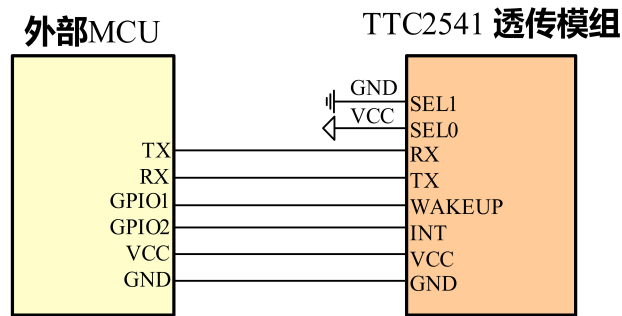 外部MCU
TTC2541 透传模组
GND
SEL1
VCC
SEL0
TX
RX
RX
TX
GPIO1
WAKEUP
GPIO2
INT
VCC
VCC
GND
GND